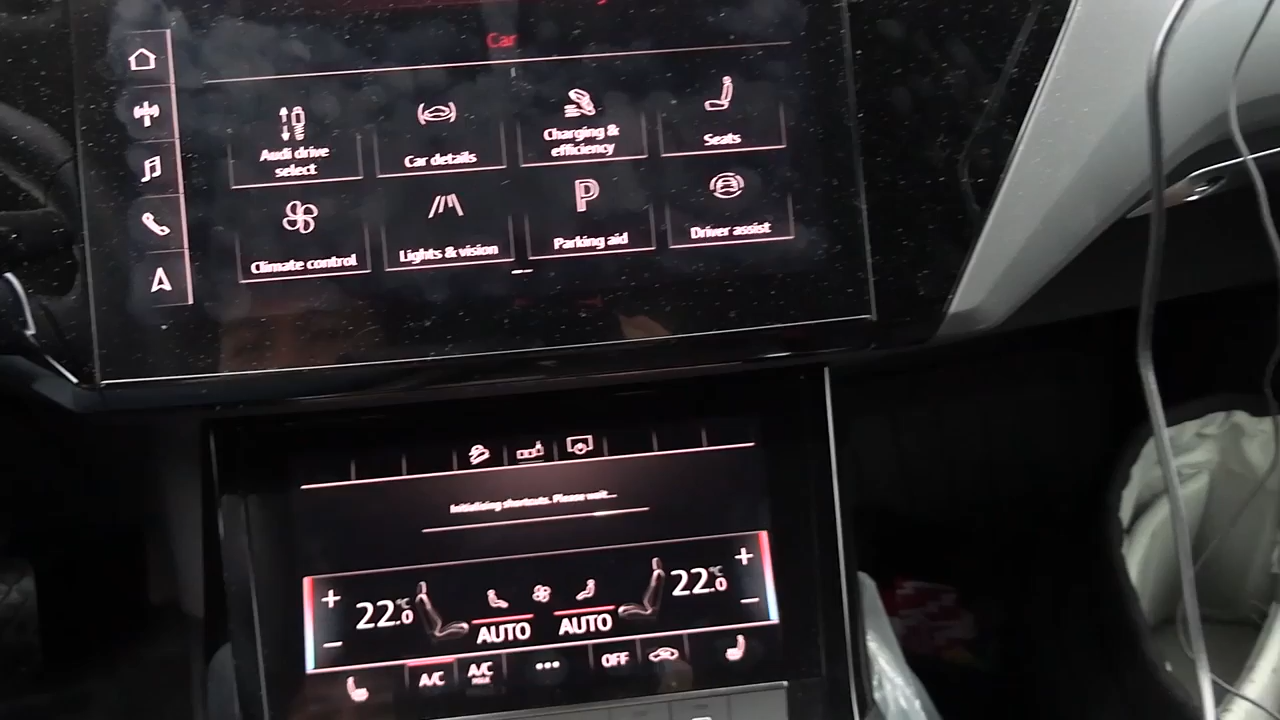 Car
Audi drive
select
Car details
Charging &
efficiency
Seats
Climate control
Lights & vision
P
Parking aid
Driver assist
Initialising shortcuts. Please wait...
+ 22.0 °C −
AUTO
AUTO
+ 22.0 °C −
A/C
A/C
MAX
OFF